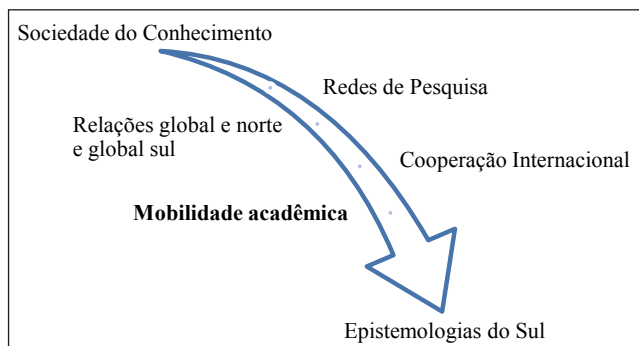 Sociedade do Conhecimento
Redes de Pesquisa
Relações global e norte
e global sul
Cooperação Internacional
Mobilidade acadêmica
Epistemologias do Sul